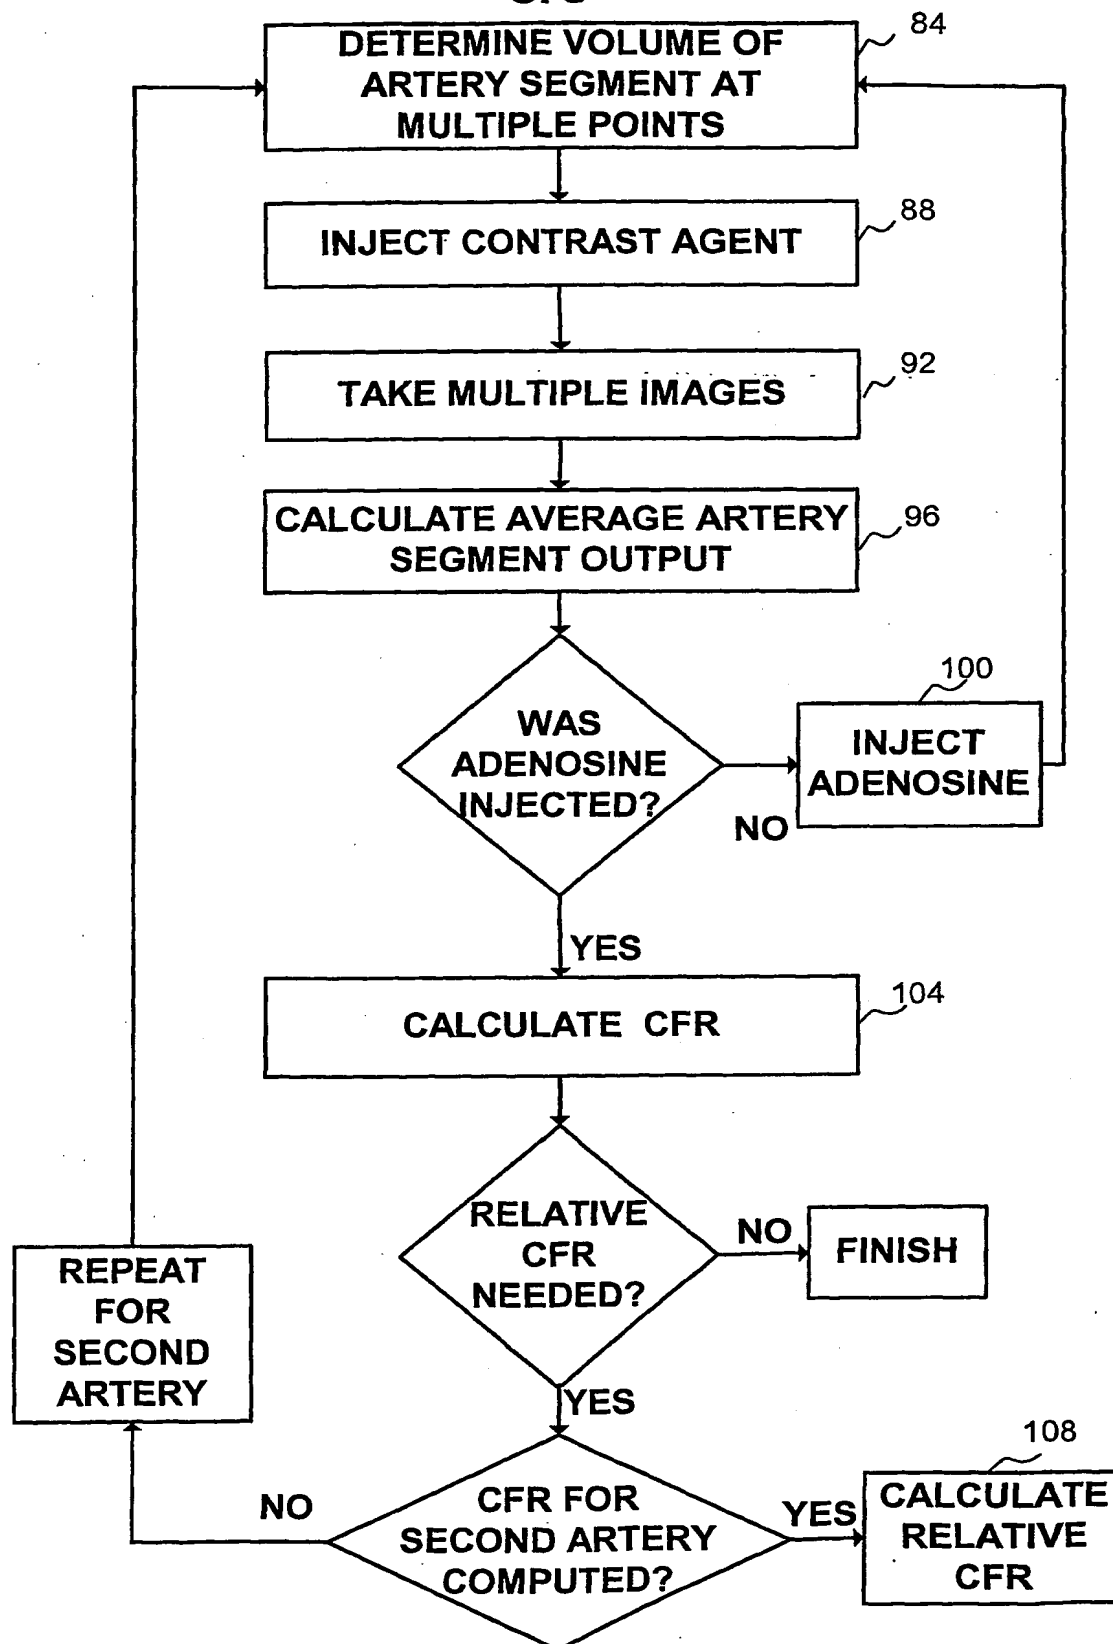 DETERMINE VOLUME OF
ARTERY SEGMENT AT
MULTIPLE POINTS
84
INJECT CONTRAST AGENT
88
TAKE MULTIPLE IMAGES
92
CALCULATE AVERAGE ARTERY
SEGMENT OUTPUT
96
WAS
ADENOSINE
INJECTED?
NO
100
INJECT
ADENOSINE
YES
CALCULATE CFR
104
RELATIVE
CFR
NEEDED?
NO
FINISH
REPEAT
FOR
SECOND
ARTERY
YES
NO
CFR FOR
SECOND ARTERY
COMPUTED?
YES
108
CALCULATE
RELATIVE
CFR